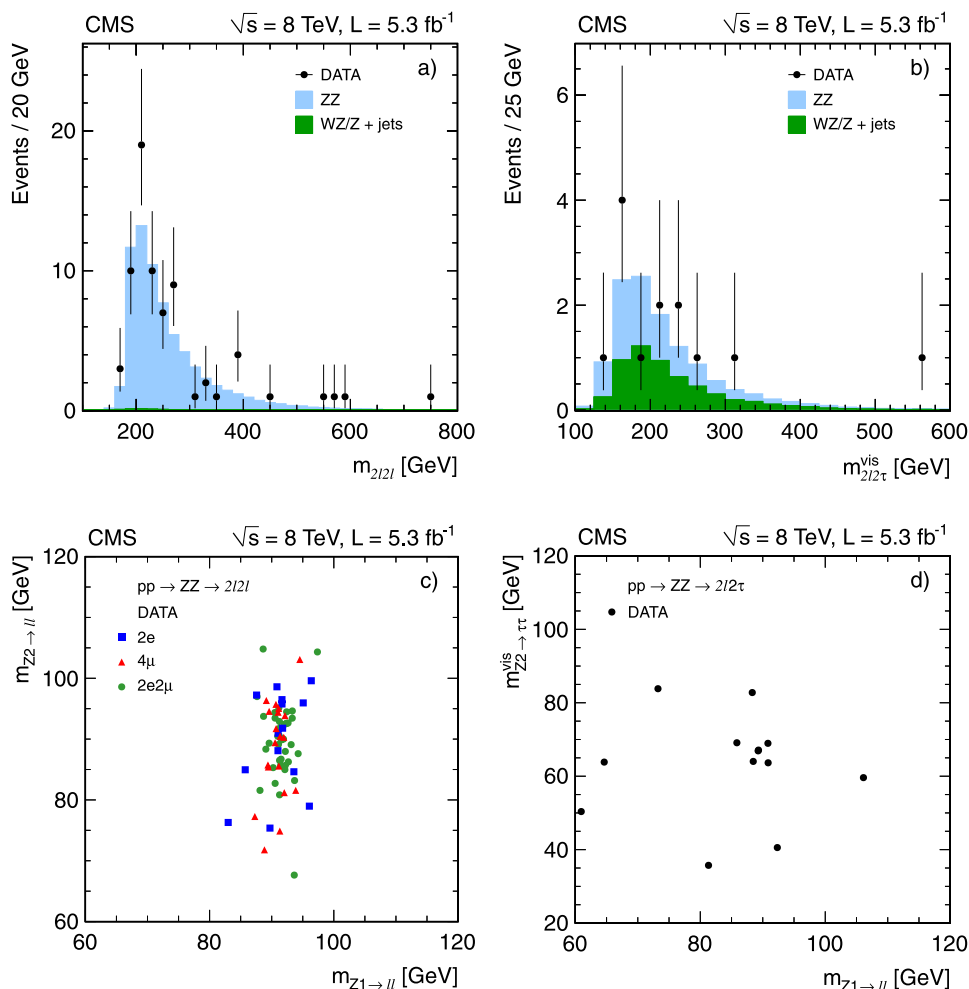 CMS √s = 8 TeV, L = 5.3 fb⁻¹
a)
Events / 20 GeV
DATA
ZZ
WZ/Z + jets
20
10
0
200 400 600 800
m₂ₗ₂ₗ [GeV]
CMS √s = 8 TeV, L = 5.3 fb⁻¹
b)
Events / 25 GeV
DATA
ZZ
WZ/Z + jets
6
4
2
0
100 200 300 400 500 600
m^vis_2l2τ [GeV]
CMS √s = 8 TeV, L = 5.3 fb⁻¹
c)
m_Z2→ll [GeV]
pp → ZZ → 2l2l
DATA
2e
4μ
2e2μ
120
100
80
60
60 80 100 120
m_Z1→ll [GeV]
CMS √s = 8 TeV, L = 5.3 fb⁻¹
d)
m^vis_Z2→ττ [GeV]
pp → ZZ → 2l2τ
DATA
120
100
80
60
40
20
60 80 100 120
m_Z1→ll [GeV]